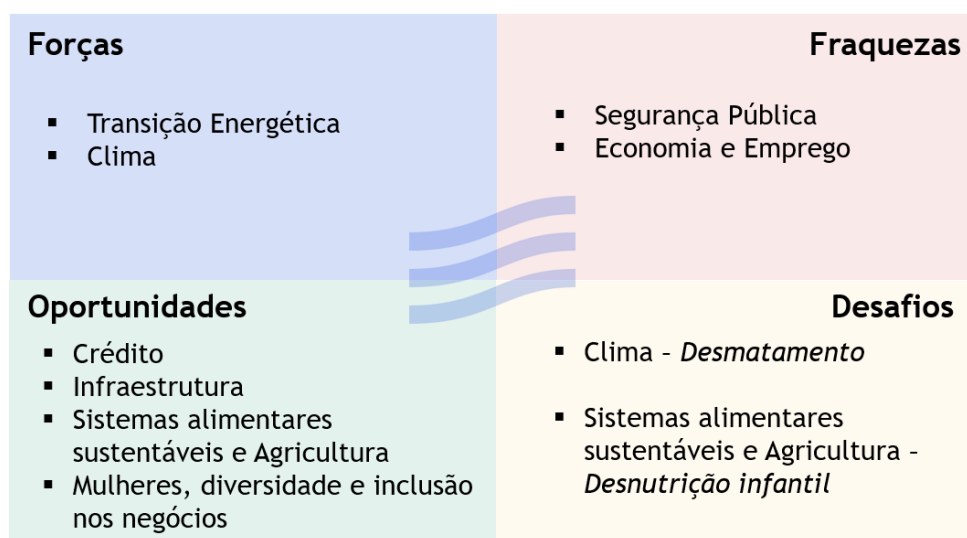 Forças
▪ Transição Energética
▪ Clima
Fraquezas
▪ Segurança Pública
▪ Economia e Emprego
Oportunidades
▪ Crédito
▪ Infraestrutura
▪ Sistemas alimentares
sustentáveis e Agricultura
▪ Mulheres, diversidade e inclusão
nos negócios
Desafios
▪ Clima – Desmatamento
▪ Sistemas alimentares
sustentáveis e Agricultura –
Desnutrição infantil